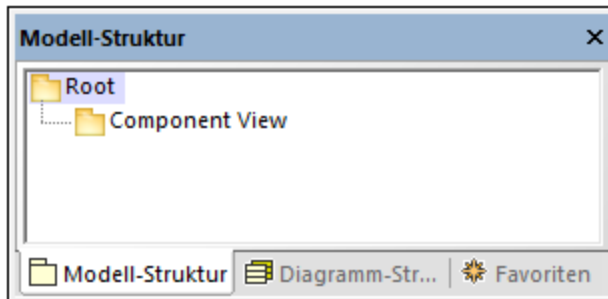 Modell-Struktur
Root
Component View
Modell-Struktur Diagramm-Str... Favoriten